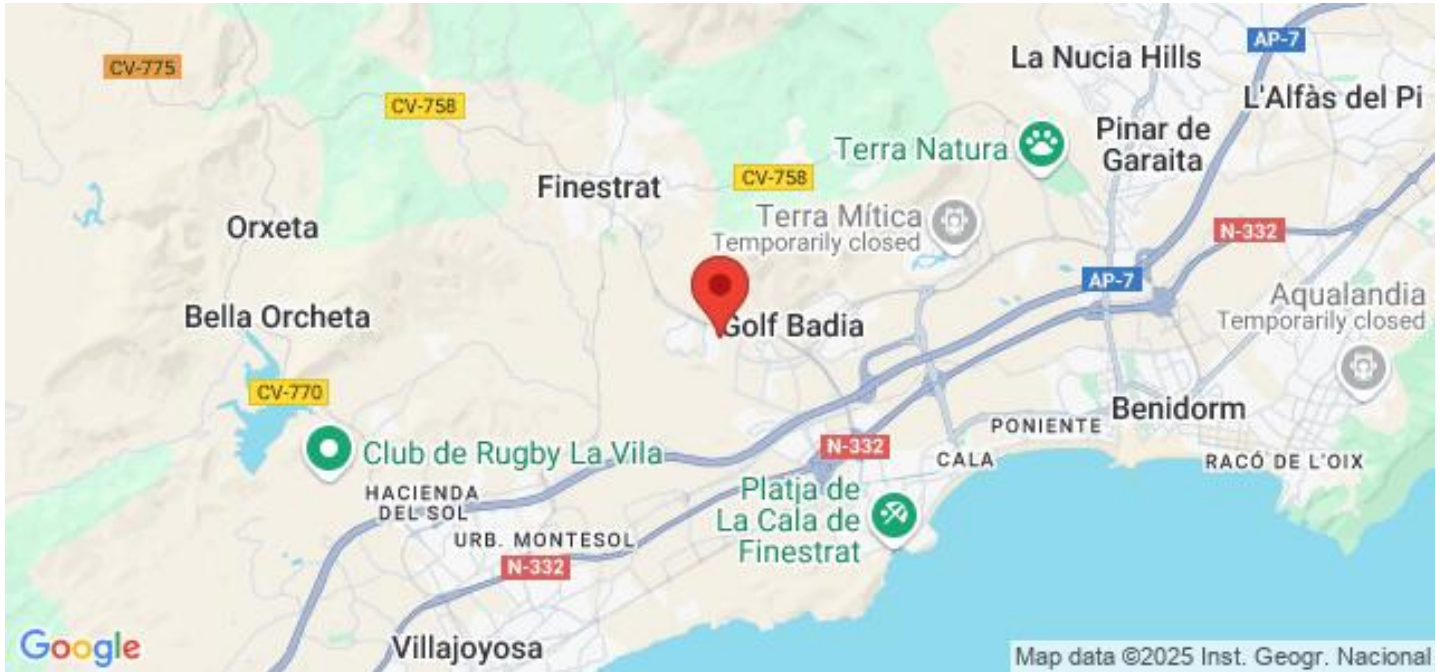 AP-7
La Nucia Hills
CV-775
L'Alfàs del Pi
CV-758
Pinar de
Garaita
Terra Natura
CV-758
Finestrat
Terra Mítica
Temporarily closed
Orxeta
N-332
AP-7
Aqualandia
Temporarily closed
Bella Orcheta
Golf Badia
CV-770
Benidorm
PONIENTE
N-332
Club de Rugby La Vila
CALA
RACÓ DE L'OIX
HACIENDA
DEL SOL
Platja de
La Cala de
Finestrat
URB. MONTESOL
N-332
Villajoyosa
Google
Map data ©2025 Inst. Geogr. Nacional